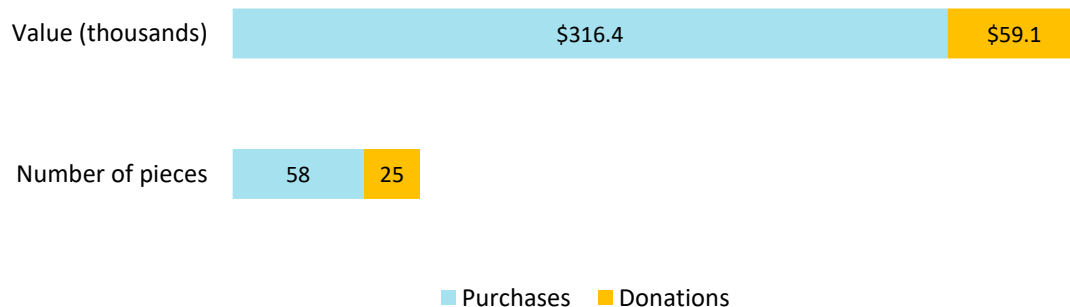 Value (thousands) $316.4 $59.1
Number of pieces 58 25
Purchases Donations